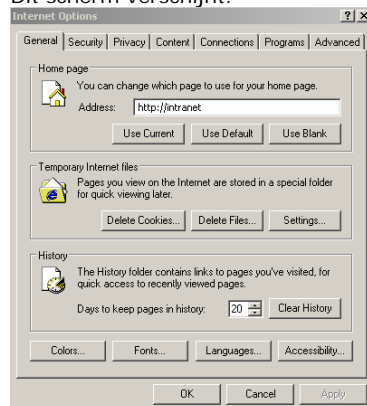 Dit scherm verschijnt:
Internet Options
General Security Privacy Content Connections Programs Advanced
Home page
You can change which page to use for your home page.
Address: http://intranet
Use Current Use Default Use Blank
Temporary Internet files
Pages you view on the Internet are stored in a special folder
for quick viewing later.
Delete Cookies... Delete Files... Settings...
History
The History folder contains links to pages you've visited, for
quick access to recently viewed pages.
Days to keep pages in history: 20 Clear History
Colors... Fonts... Languages... Accessibility...
OK Cancel Apply